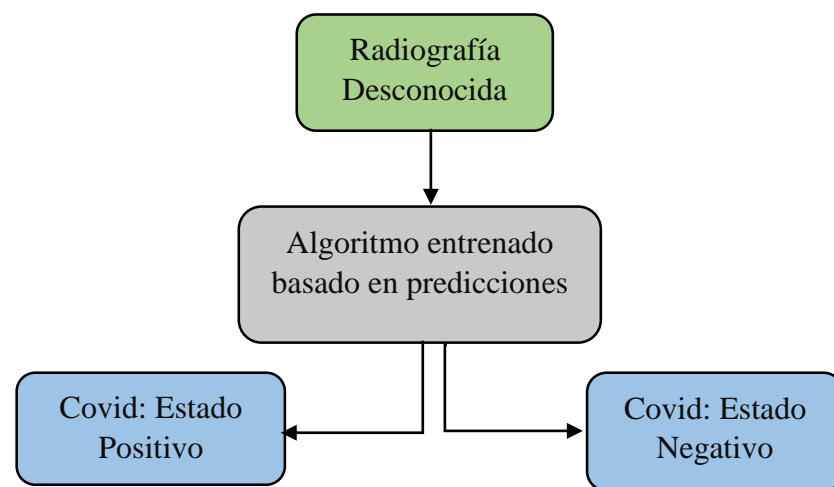 Radiografía
Desconocida
Algoritmo entrenado
basado en predicciones
Covid: Estado
Positivo
Covid: Estado
Negativo